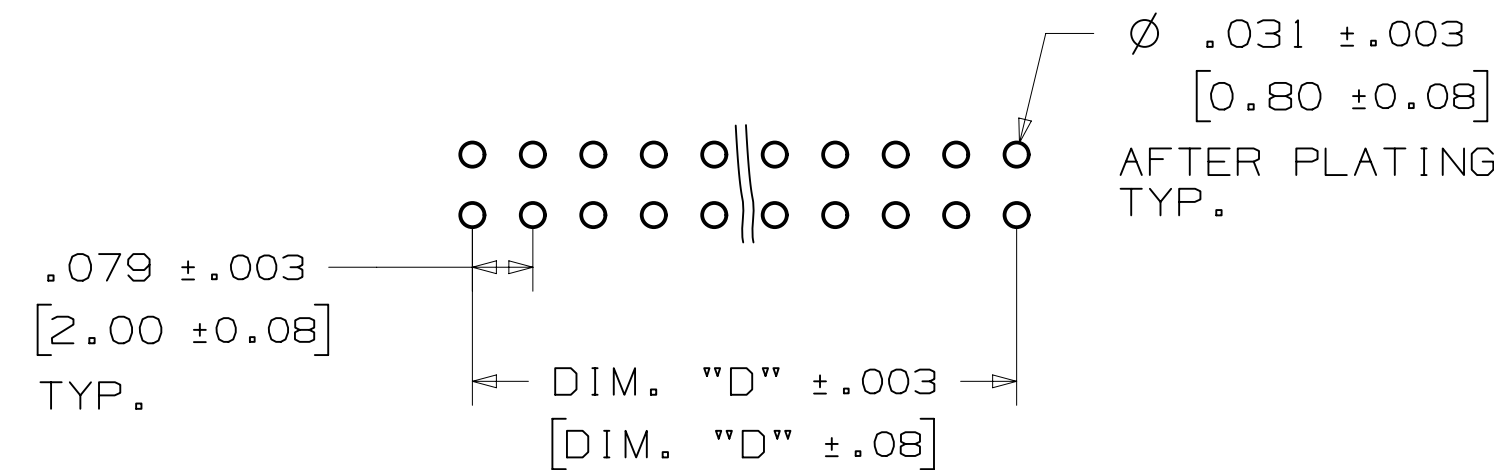 Ø .031 ±.003
[0.80 ±0.08]
AFTER PLATING
TYP.
.079 ±.003
[2.00 ±0.08]
TYP.
DIM. "D" ±.003
[DIM. "D" ±.08]